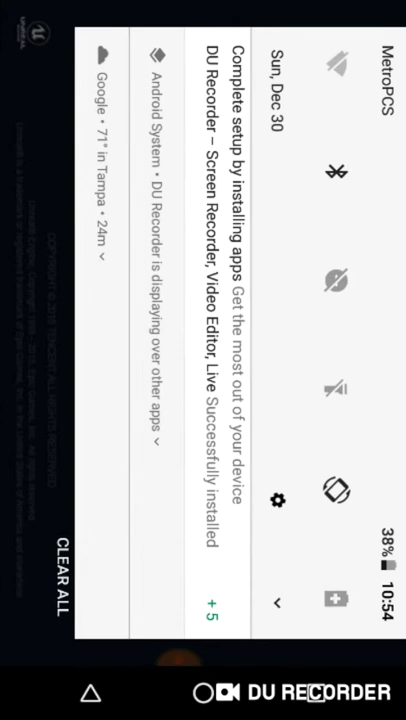 MetroPCS
38%
10:54
Sun, Dec 30
Complete setup by installing apps Get the most out of your device
DU Recorder – Screen Recorder, Video Editor, Live Successfully installed
+ 5
Android System • DU Recorder is displaying over other apps
Google • 71° in Tampa • 24m
CLEAR ALL
DU RECORDER